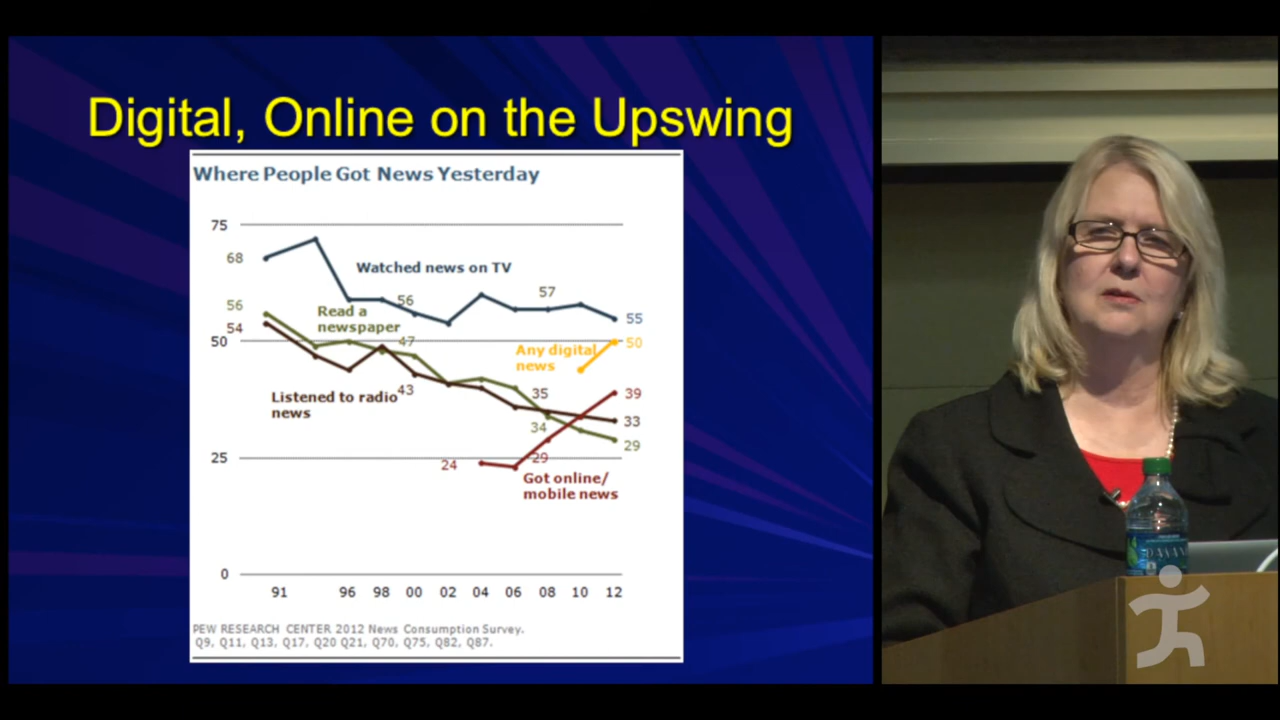 Digital, Online on the Upswing
Where People Got News Yesterday
75
68
Watched news on TV
57
56
56
Read a
newspaper
55
54
50
47
Any digital
news
50
43
Listened to radio
news
35
39
34
33
29
25
24
29
Got online/
mobile news
0
91 96 98 00 02 04 06 08 10 12
PEW RESEARCH CENTER 2012 News Consumption Survey.
Q9, Q11, Q13, Q17, Q20 Q21, Q70, Q75, Q82, Q87.
DASANI